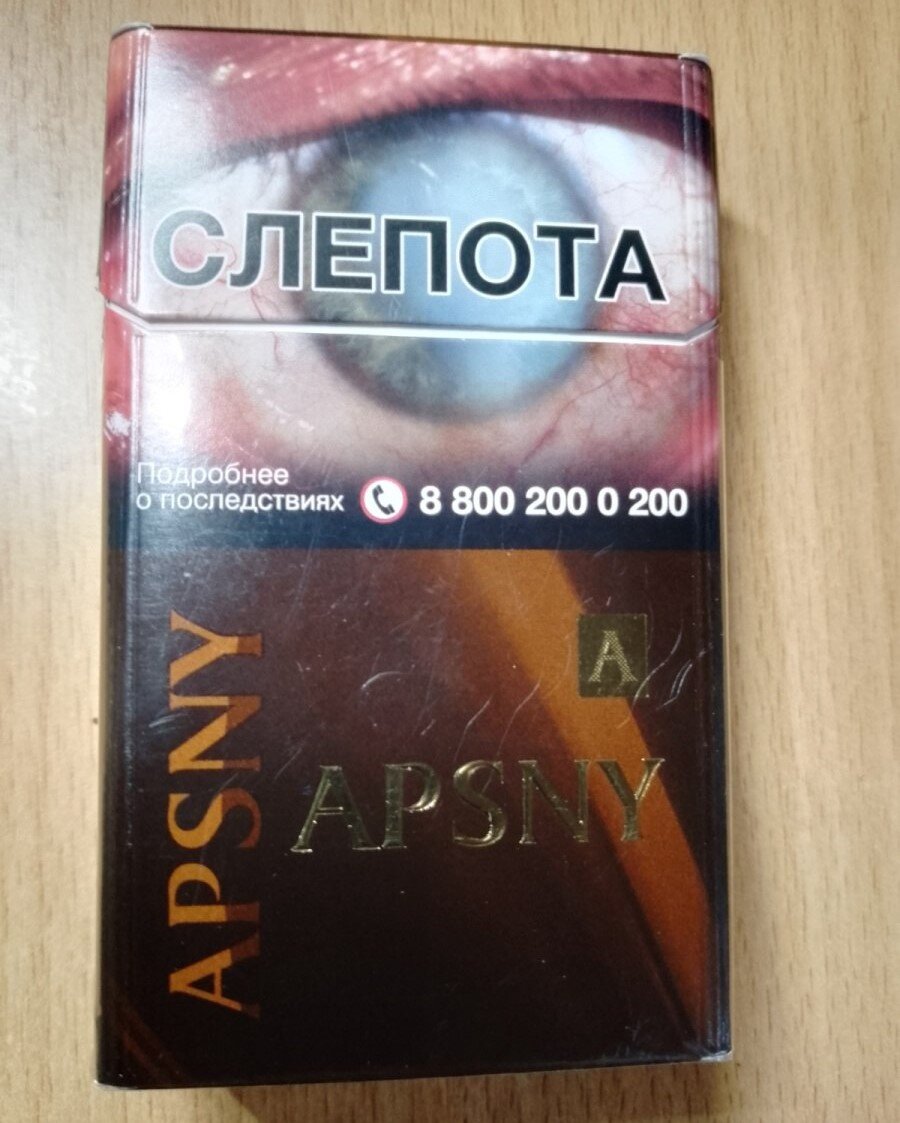 СЛЕПОТА
Подробнее
о последствиях 8 800 200 0 200
A
APSNY
APSNY